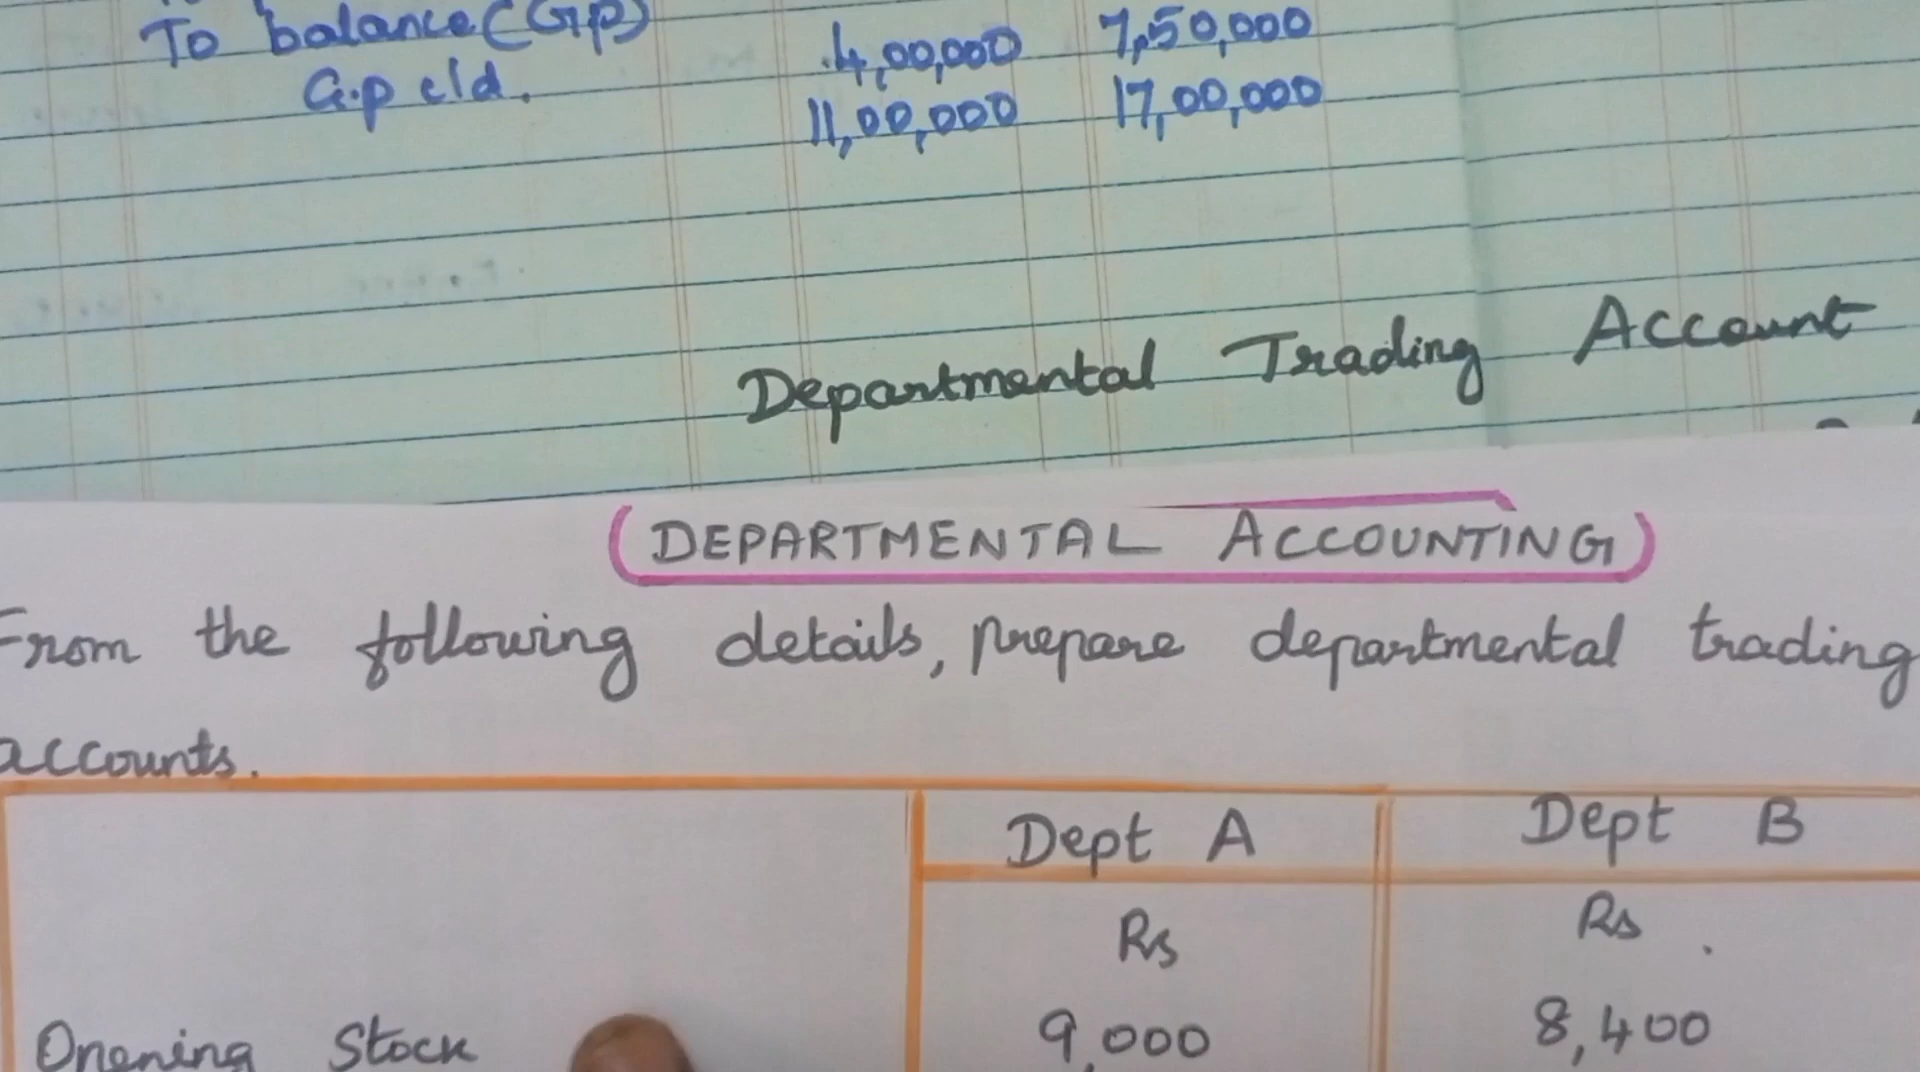 To balance (Gp) 4,00,000 7,50,000
G.p c/d. 11,00,000 17,00,000
Departmental Trading Account
DEPARTMENTAL ACCOUNTING
From the following details, prepare departmental trading
accounts.
Dept A Dept B
Rs Rs.
Opening Stock 9,000 8,400